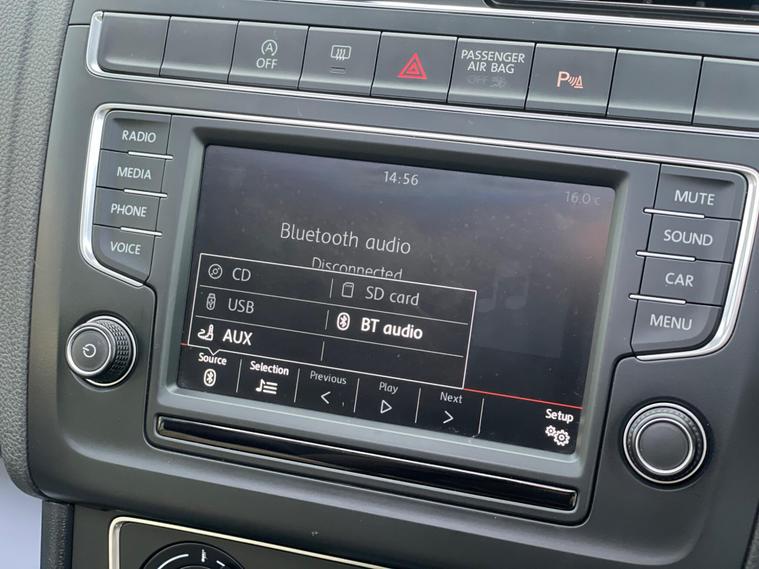 A OFF
PASSENGER
AIR BAG
OFF
P
RADIO
MEDIA
PHONE
VOICE
MUTE
SOUND
CAR
MENU
14:56
16.0°C
Bluetooth audio
Disconnected
CD
SD card
USB
BT audio
AUX
Source
Selection
Previous
Play
Next
Setup